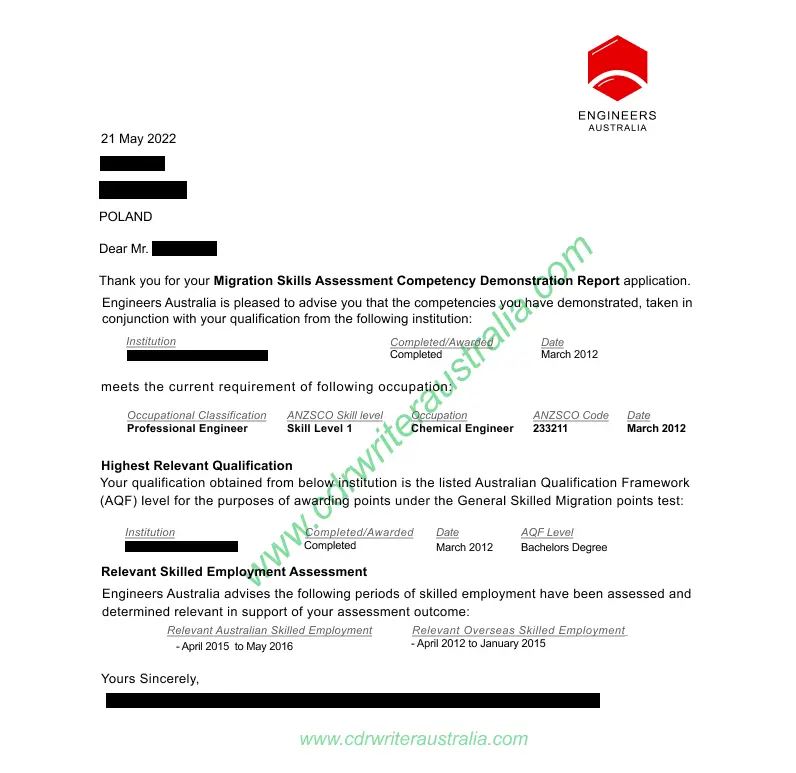 ENGINEERS
AUSTRALIA
21 May 2022
POLAND
Dear Mr.
Thank you for your Migration Skills Assessment Competency Demonstration Report application.
Engineers Australia is pleased to advise you that the competencies you have demonstrated, taken in
conjunction with your qualification from the following institution:
Institution Completed/Awarded Date
Completed March 2012
meets the current requirement of following occupation:
Occupational Classification ANZSCO Skill level Occupation ANZSCO Code Date
Professional Engineer Skill Level 1 Chemical Engineer 233211 March 2012
Highest Relevant Qualification
Your qualification obtained from below institution is the listed Australian Qualification Framework
(AQF) level for the purposes of awarding points under the General Skilled Migration points test:
Institution Completed/Awarded Date AQF Level
Completed March 2012 Bachelors Degree
Relevant Skilled Employment Assessment
Engineers Australia advises the following periods of skilled employment have been assessed and
determined relevant in support of your assessment outcome:
Relevant Australian Skilled Employment Relevant Overseas Skilled Employment
- April 2015 to May 2016 - April 2012 to January 2015
Yours Sincerely,
www.cdrwriteraustralia.com
www.cdrwriteraustralia.com